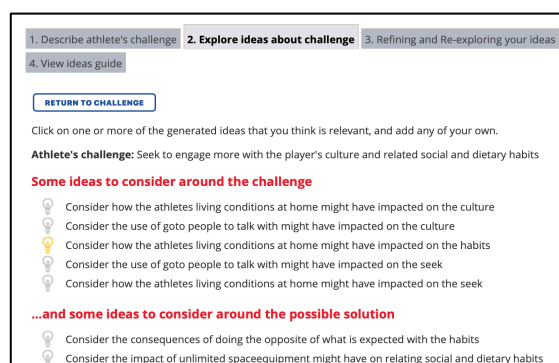 1. Describe athlete's challenge 2. Explore ideas about challenge 3. Refining and Re-exploring your ideas
4. View ideas guide
RETURN TO CHALLENGE
Click on one or more of the generated ideas that you think is relevant, and add any of your own.
Athlete's challenge: Seek to engage more with the player's culture and related social and dietary habits
Some ideas to consider around the challenge
Consider how the athletes living conditions at home might have impacted on the culture
Consider the use of goto people to talk with might have impacted on the culture
Consider how the athletes living conditions at home might have impacted on the habits
Consider the use of goto people to talk with might have impacted on the seek
Consider how the athletes living conditions at home might have impacted on the seek
...and some ideas to consider around the possible solution
Consider the consequences of doing the opposite of what is expected with the habits
Consider the impact of unlimited spaceequipment might have on relating social and dietary habits